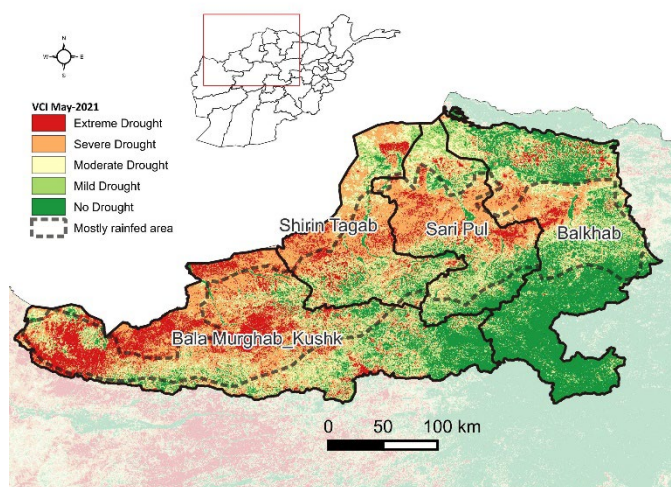 N
W E
S
VCI May-2021
Extreme Drought
Severe Drought
Moderate Drought
Mild Drought
No Drought
Mostly rainfed area
Shirin Tagab
Sari Pul
Balkhab
Bala Murghab_Kushk
0 50 100 km